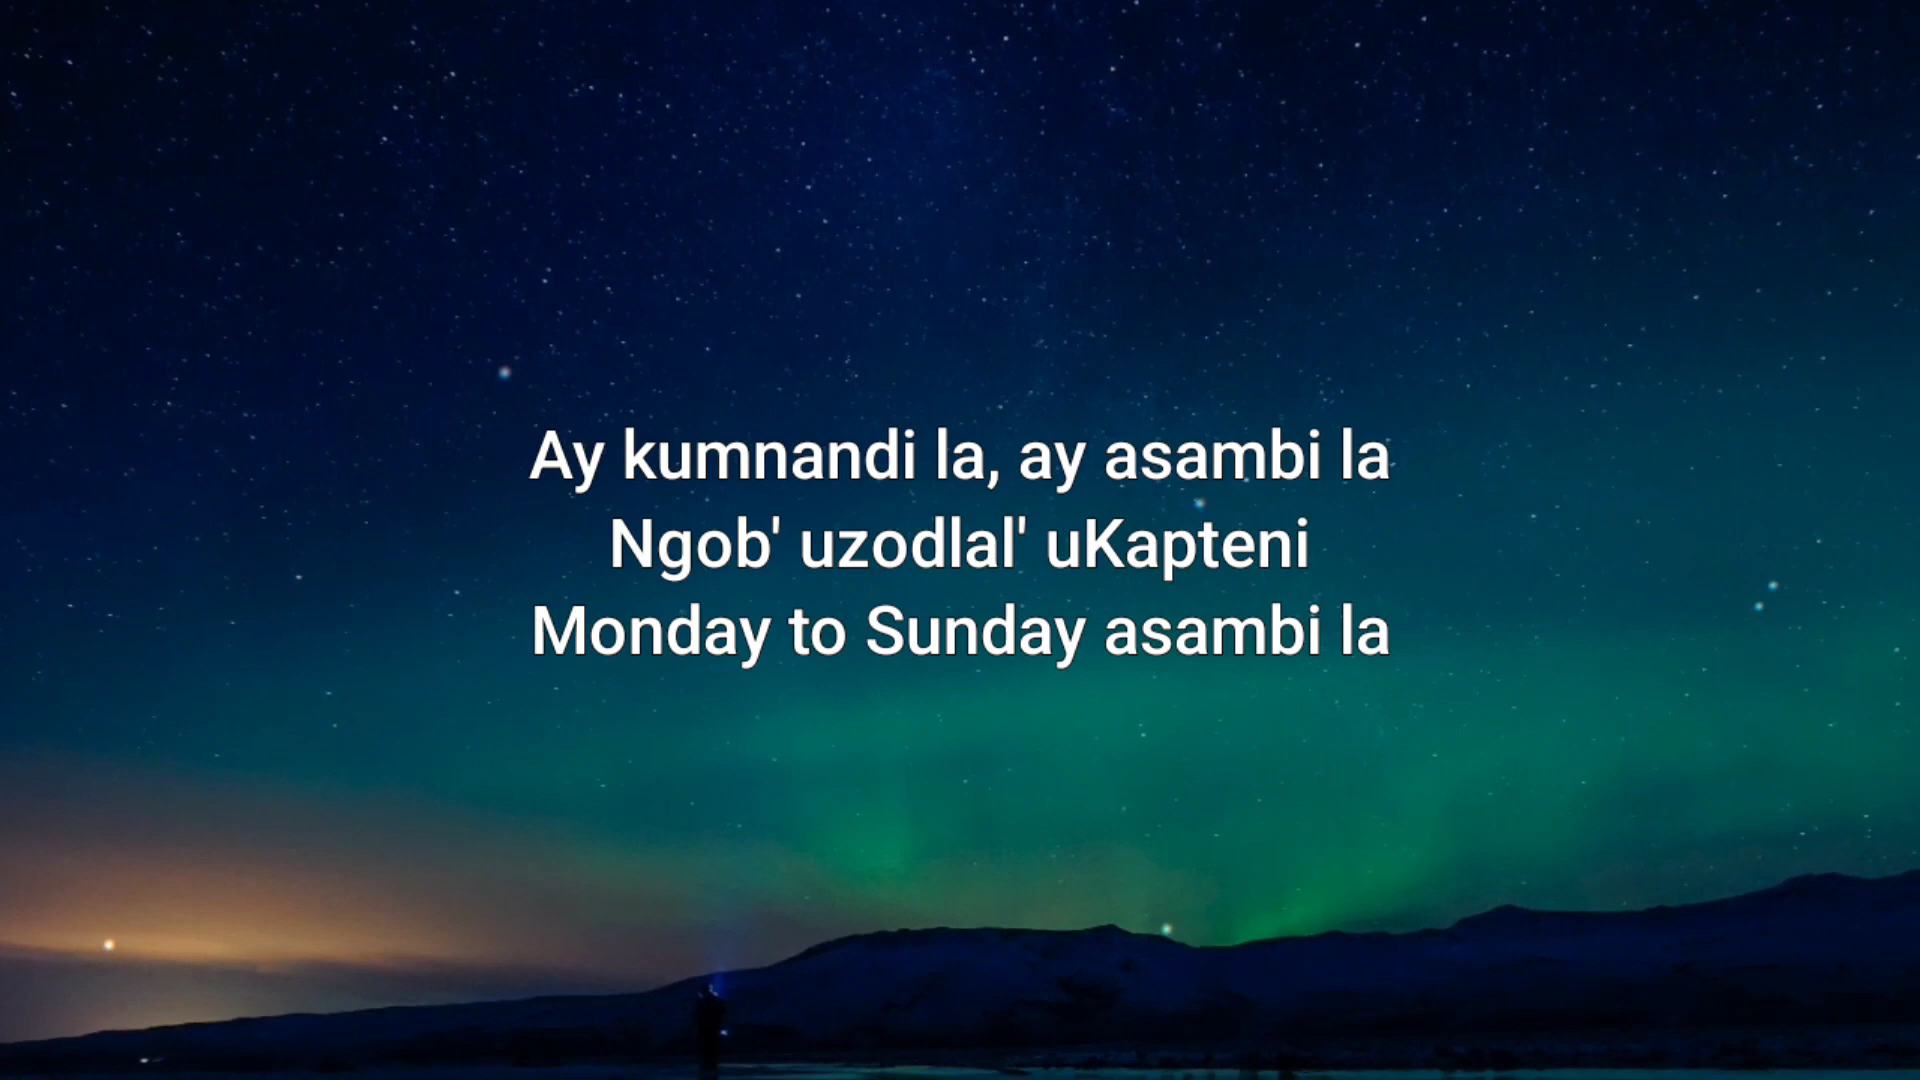 Ay kumnandi la, ay asambi la
Ngob' uzodlal' uKapteni
Monday to Sunday asambi la